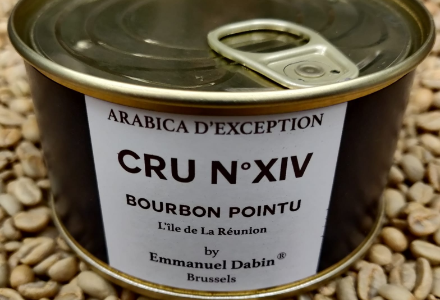 ARABICA D'EXCEPTION
CRU N°XIV
BOURBON POINTU
L'île de La Réunion
by
Emmanuel Dabin®
Brussels